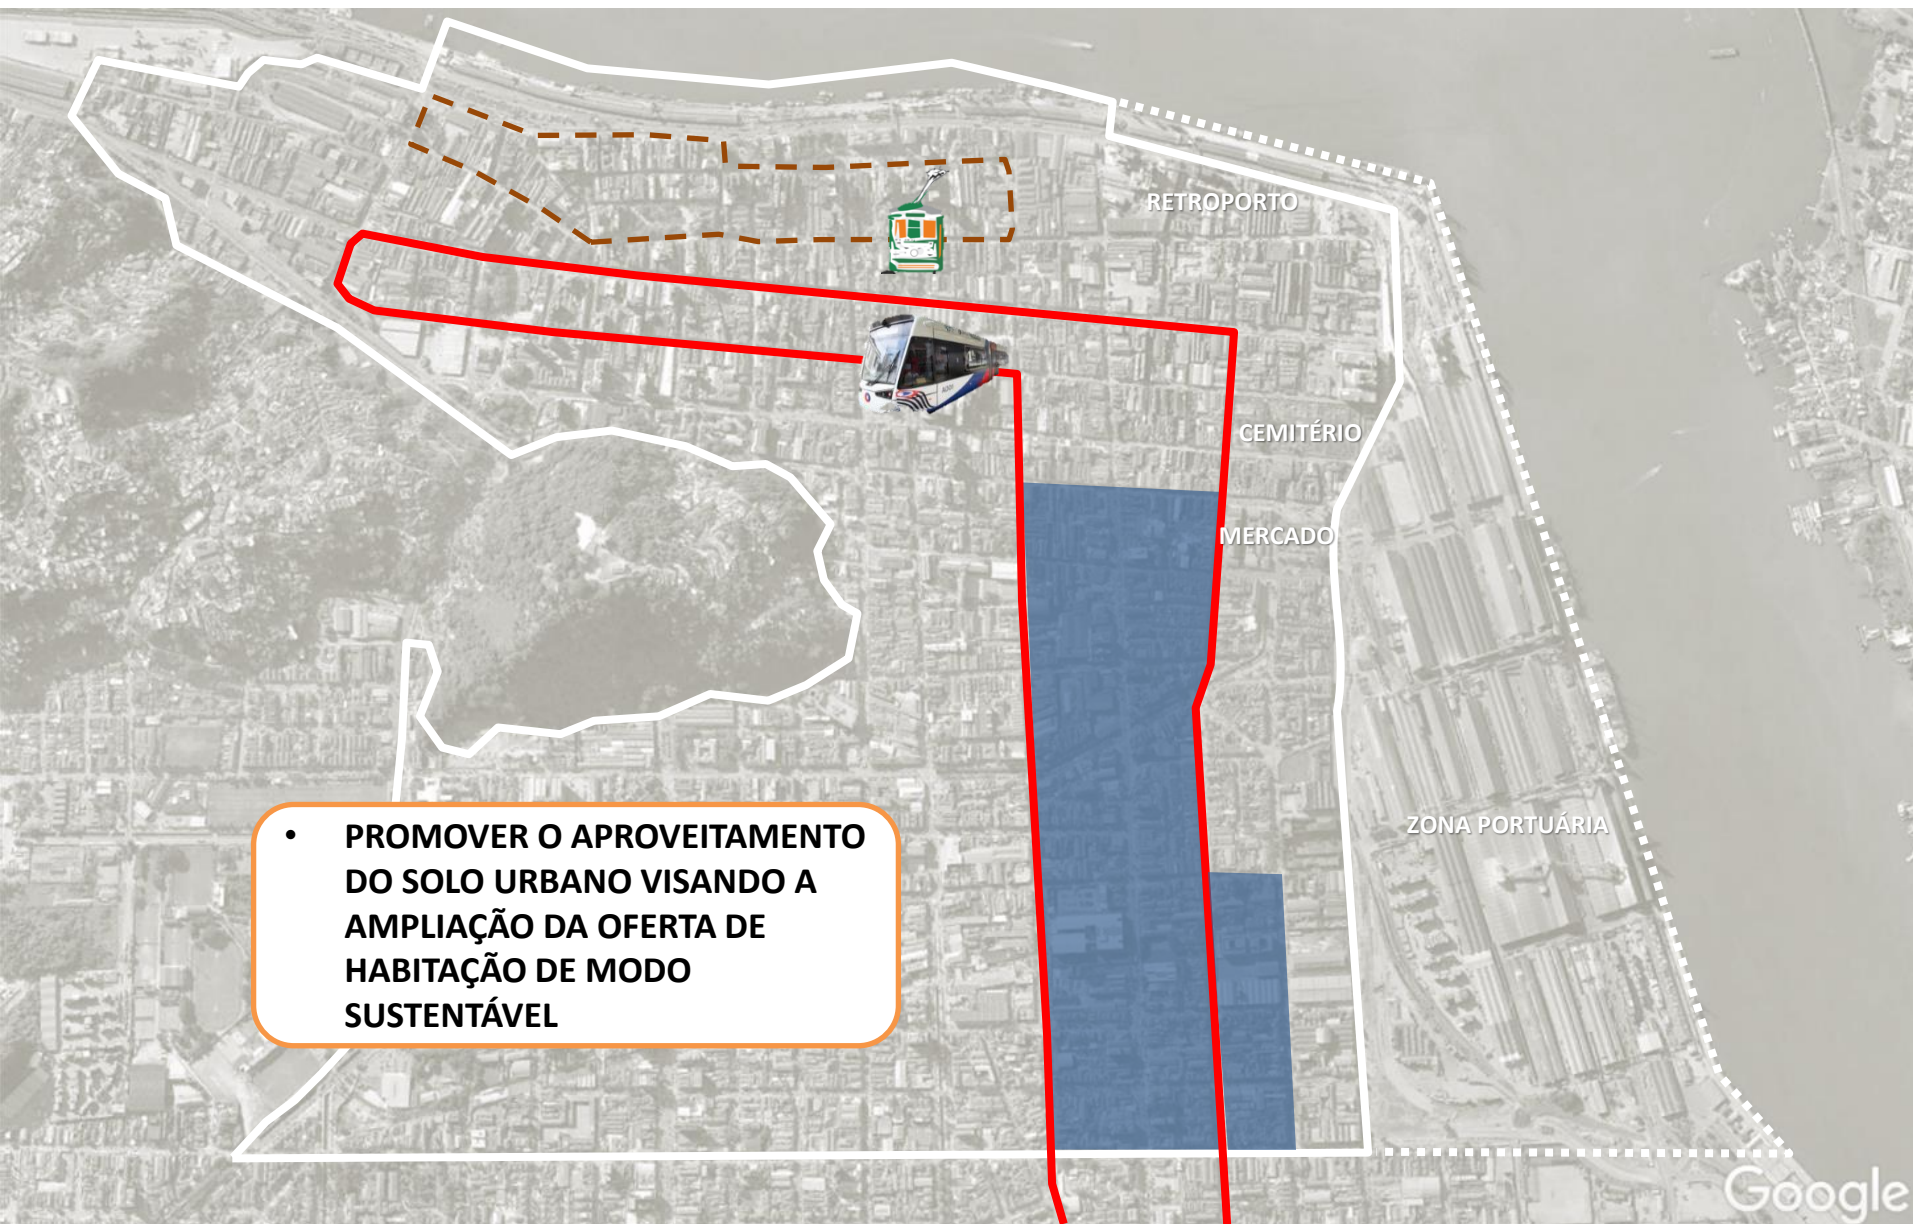 RETROPORTO
CEMITÉRIO
MERCADO
ZONA PORTUÁRIA
• PROMOVER O APROVEITAMENTO
DO SOLO URBANO VISANDO A
AMPLIAÇÃO DA OFERTA DE
HABITAÇÃO DE MODO
SUSTENTÁVEL
Google